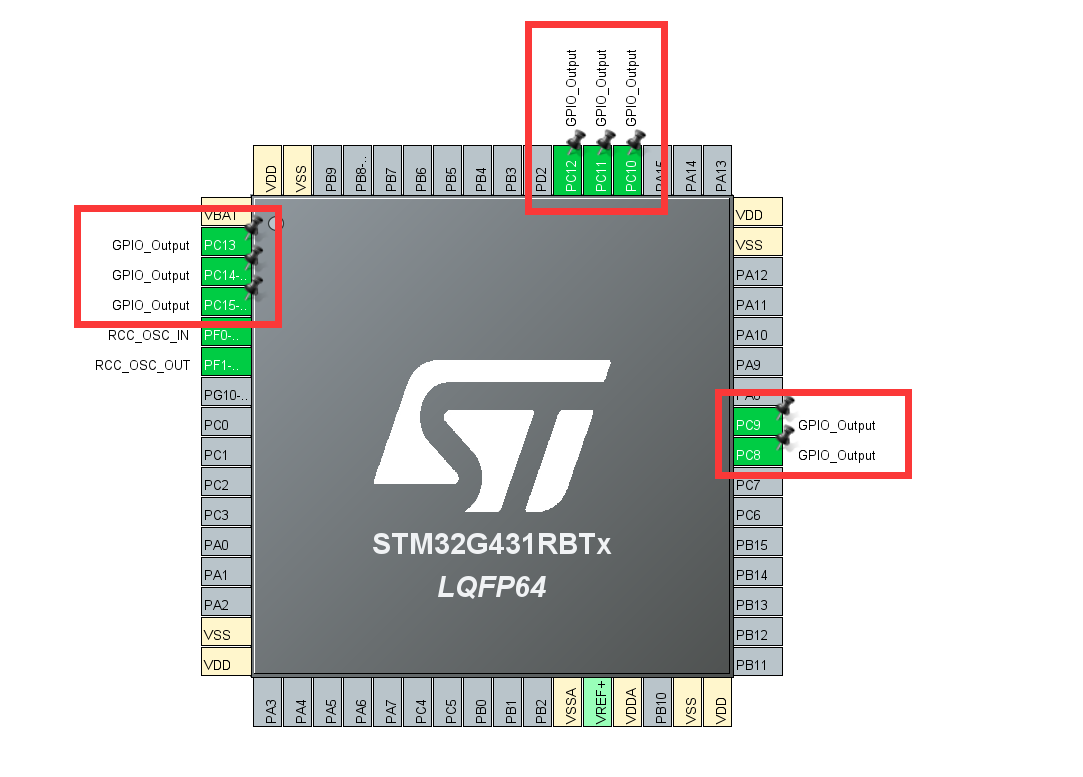 GPIO_Output
GPIO_Output
GPIO_Output
VDD
VSS
PB9
PB8-..
PB7
PB6
PB5
PB4
PB3
PD2
PC12
PC11
PC10
PA15
PA14
PA13
VBAT
GPIO_Output PC13
GPIO_Output PC14-..
GPIO_Output PC15-..
RCC_OSC_IN PF0-..
RCC_OSC_OUT PF1-..
PG10-..
PC0
PC1
PC2
PC3
PA0
PA1
PA2
VSS
VDD
VDD
VSS
PA12
PA11
PA10
PA9
PA8
PC9 GPIO_Output
PC8 GPIO_Output
PC7
PC6
PB15
PB14
PB13
PB12
PB11
ST
STM32G431RBTx
LQFP64
PA3
PA4
PA5
PA6
PA7
PC4
PC5
PB0
PB1
PB2
VSSA
VREF+
VDDA
PB10
VSS
VDD